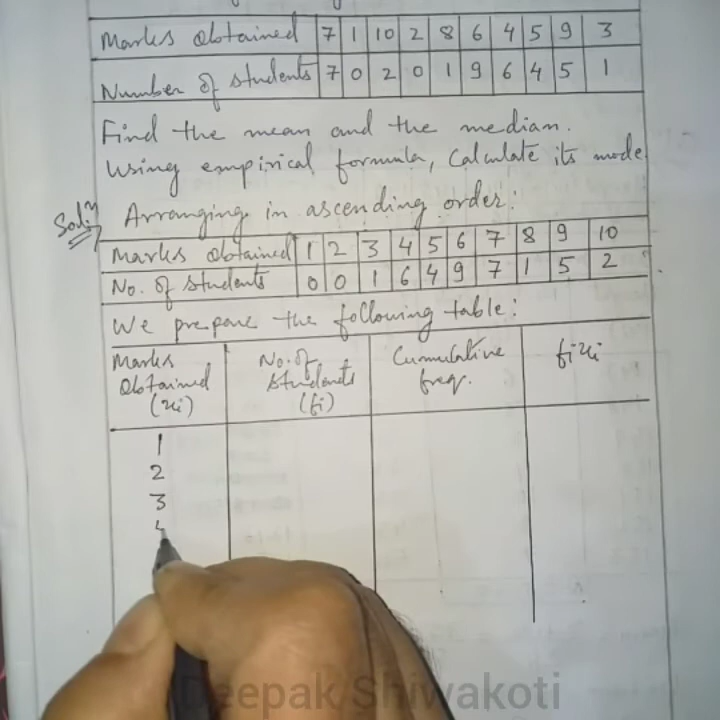 Marks Obtained 7 1 10 2 8 6 4 5 9 3
Number of students 7 0 2 0 1 9 6 4 5 1
Find the mean and the median.
Using empirical formula, Calculate its mode
Soln Arranging in ascending order:
Marks Obtained 1 2 3 4 5 6 7 8 9 10
No. of Students 0 0 1 6 4 9 7 1 5 2
We prepare the following table:
Marks Obtained (xi) No. of Students (fi) Cummulative freq. fixi
1
2
3
4
Deepak Shiwakoti